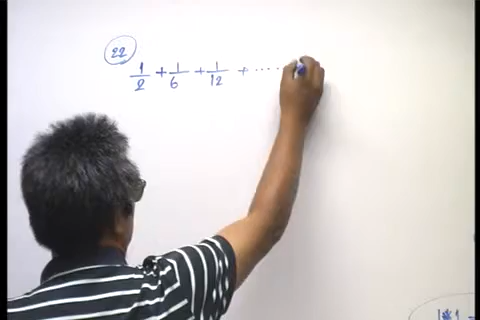 22
1/2 + 1/6 + 1/12 + ......